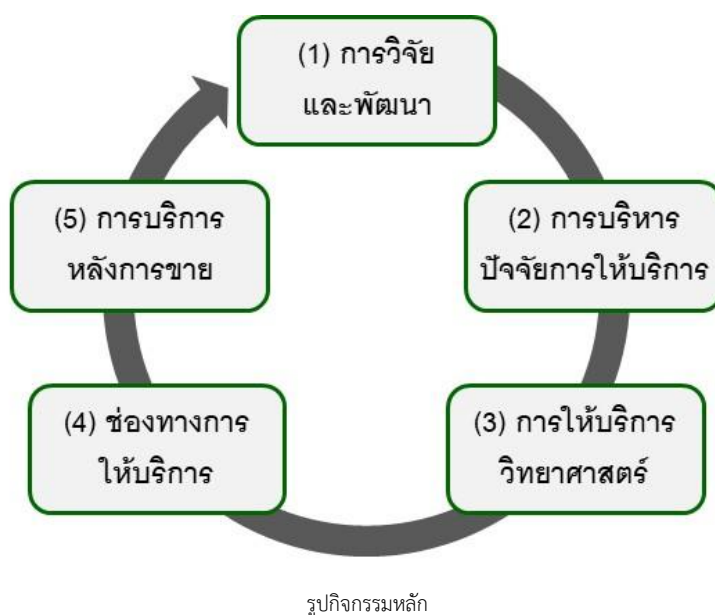 (1) การวิจัย
และพัฒนา
(2) การบริหาร
ปัจจัยการให้บริการ
(3) การให้บริการ
วิทยาศาสตร์
(4) ช่องทางการ
ให้บริการ
(5) การบริการ
หลังการขาย
รูปกิจกรรมหลัก